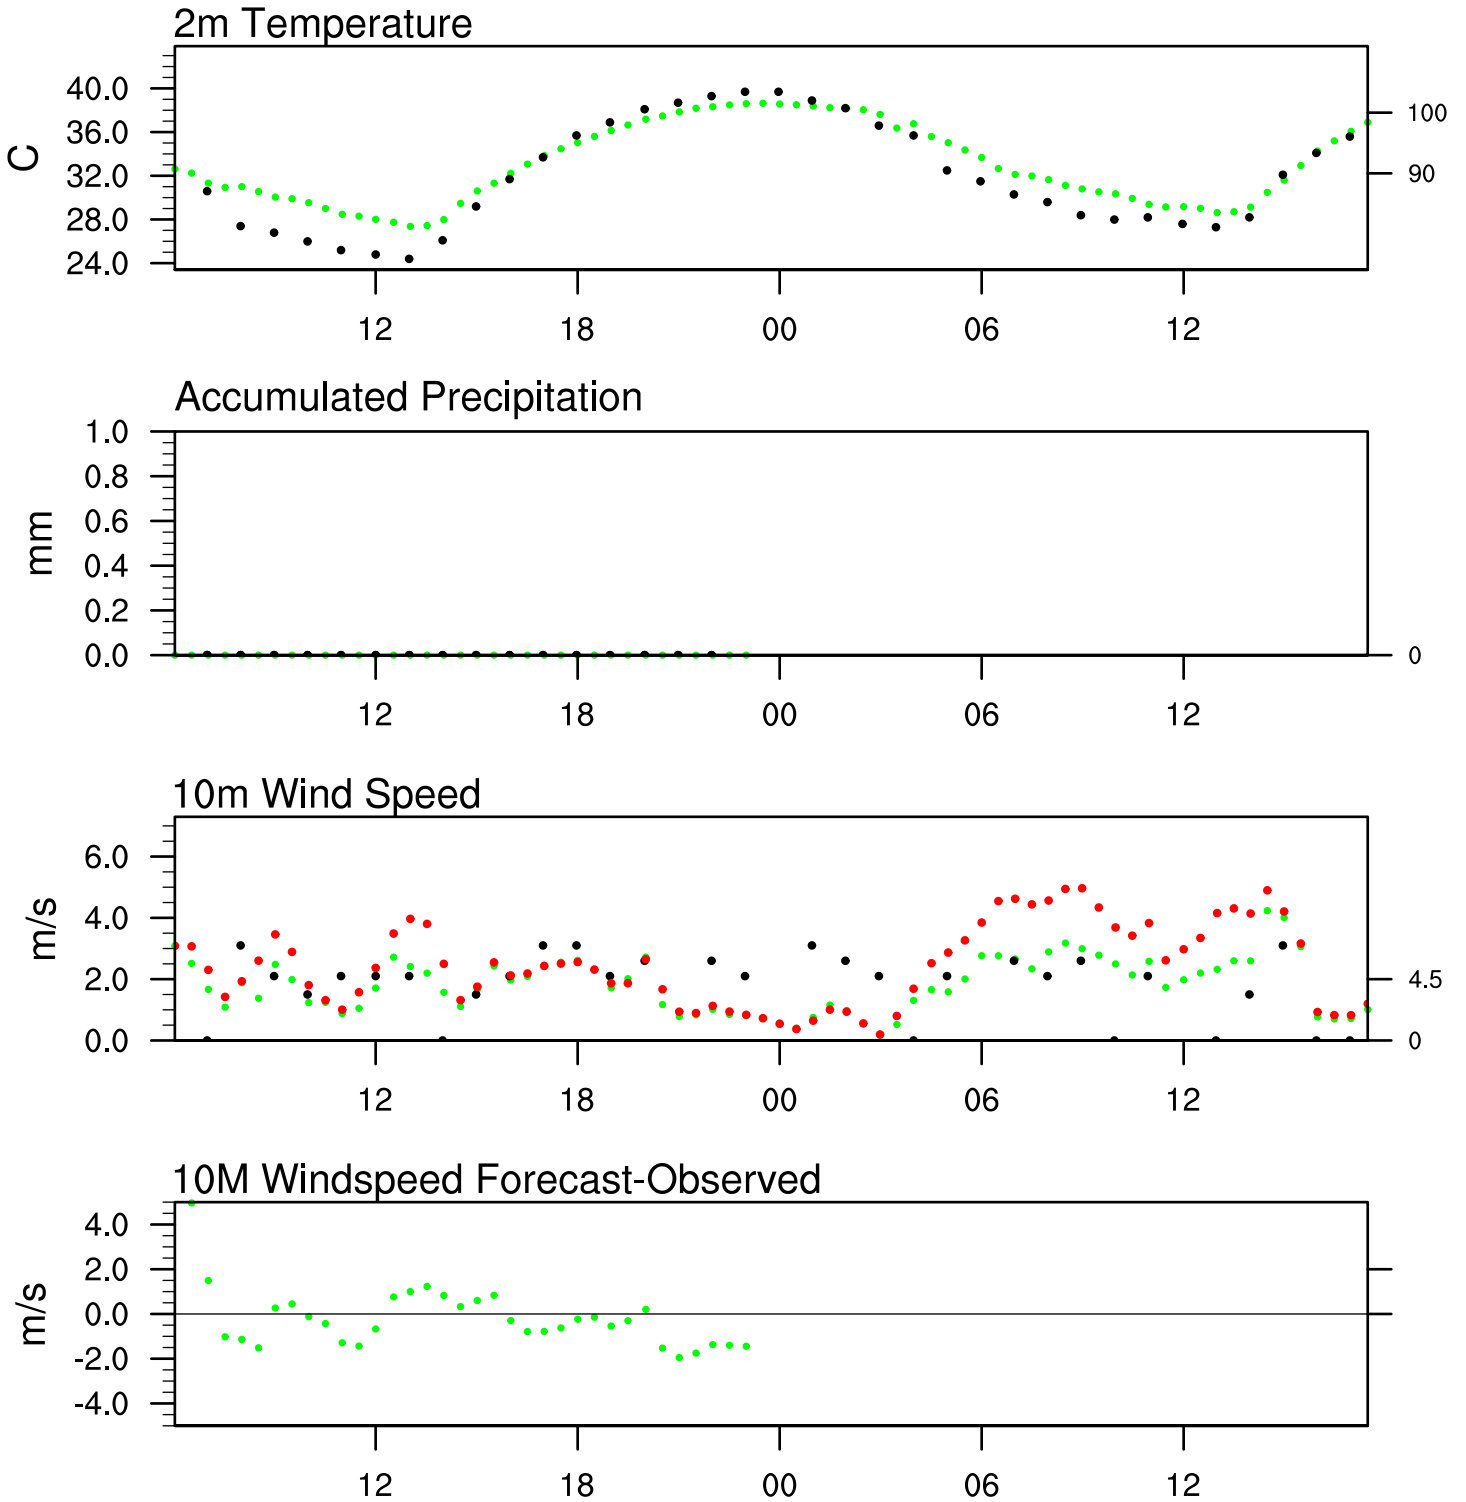 2m Temperature
40.0
36.0
32.0
28.0
24.0
C
100
90
12 18 00 06 12
Accumulated Precipitation
1.0
0.8
0.6
0.4
0.2
0.0
mm
0
12 18 00 06 12
10m Wind Speed
6.0
4.0
2.0
0.0
m/s
4.5
0
12 18 00 06 12
10M Windspeed Forecast-Observed
4.0
2.0
0.0
-2.0
-4.0
m/s
12 18 00 06 12